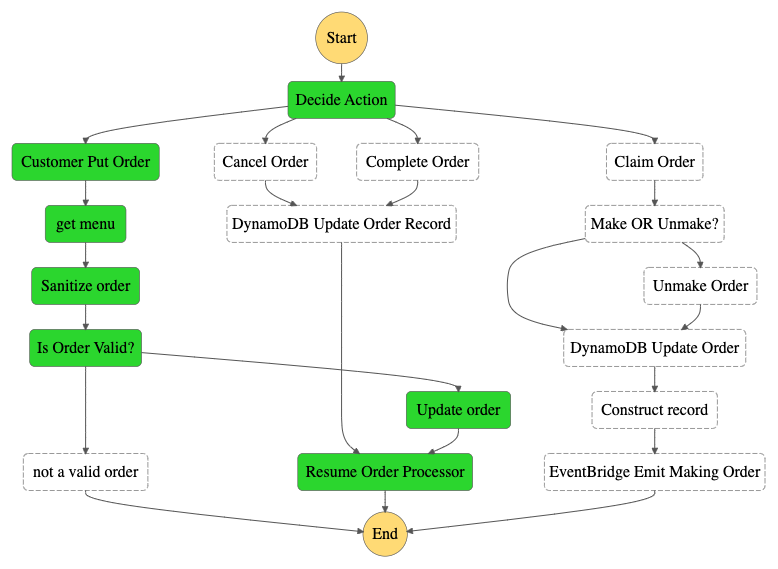 Start
Decide Action
Customer Put Order
Cancel Order
Complete Order
Claim Order
get menu
DynamoDB Update Order Record
Make OR Unmake?
Sanitize order
Unmake Order
Is Order Valid?
DynamoDB Update Order
Update order
Construct record
not a valid order
Resume Order Processor
EventBridge Emit Making Order
End